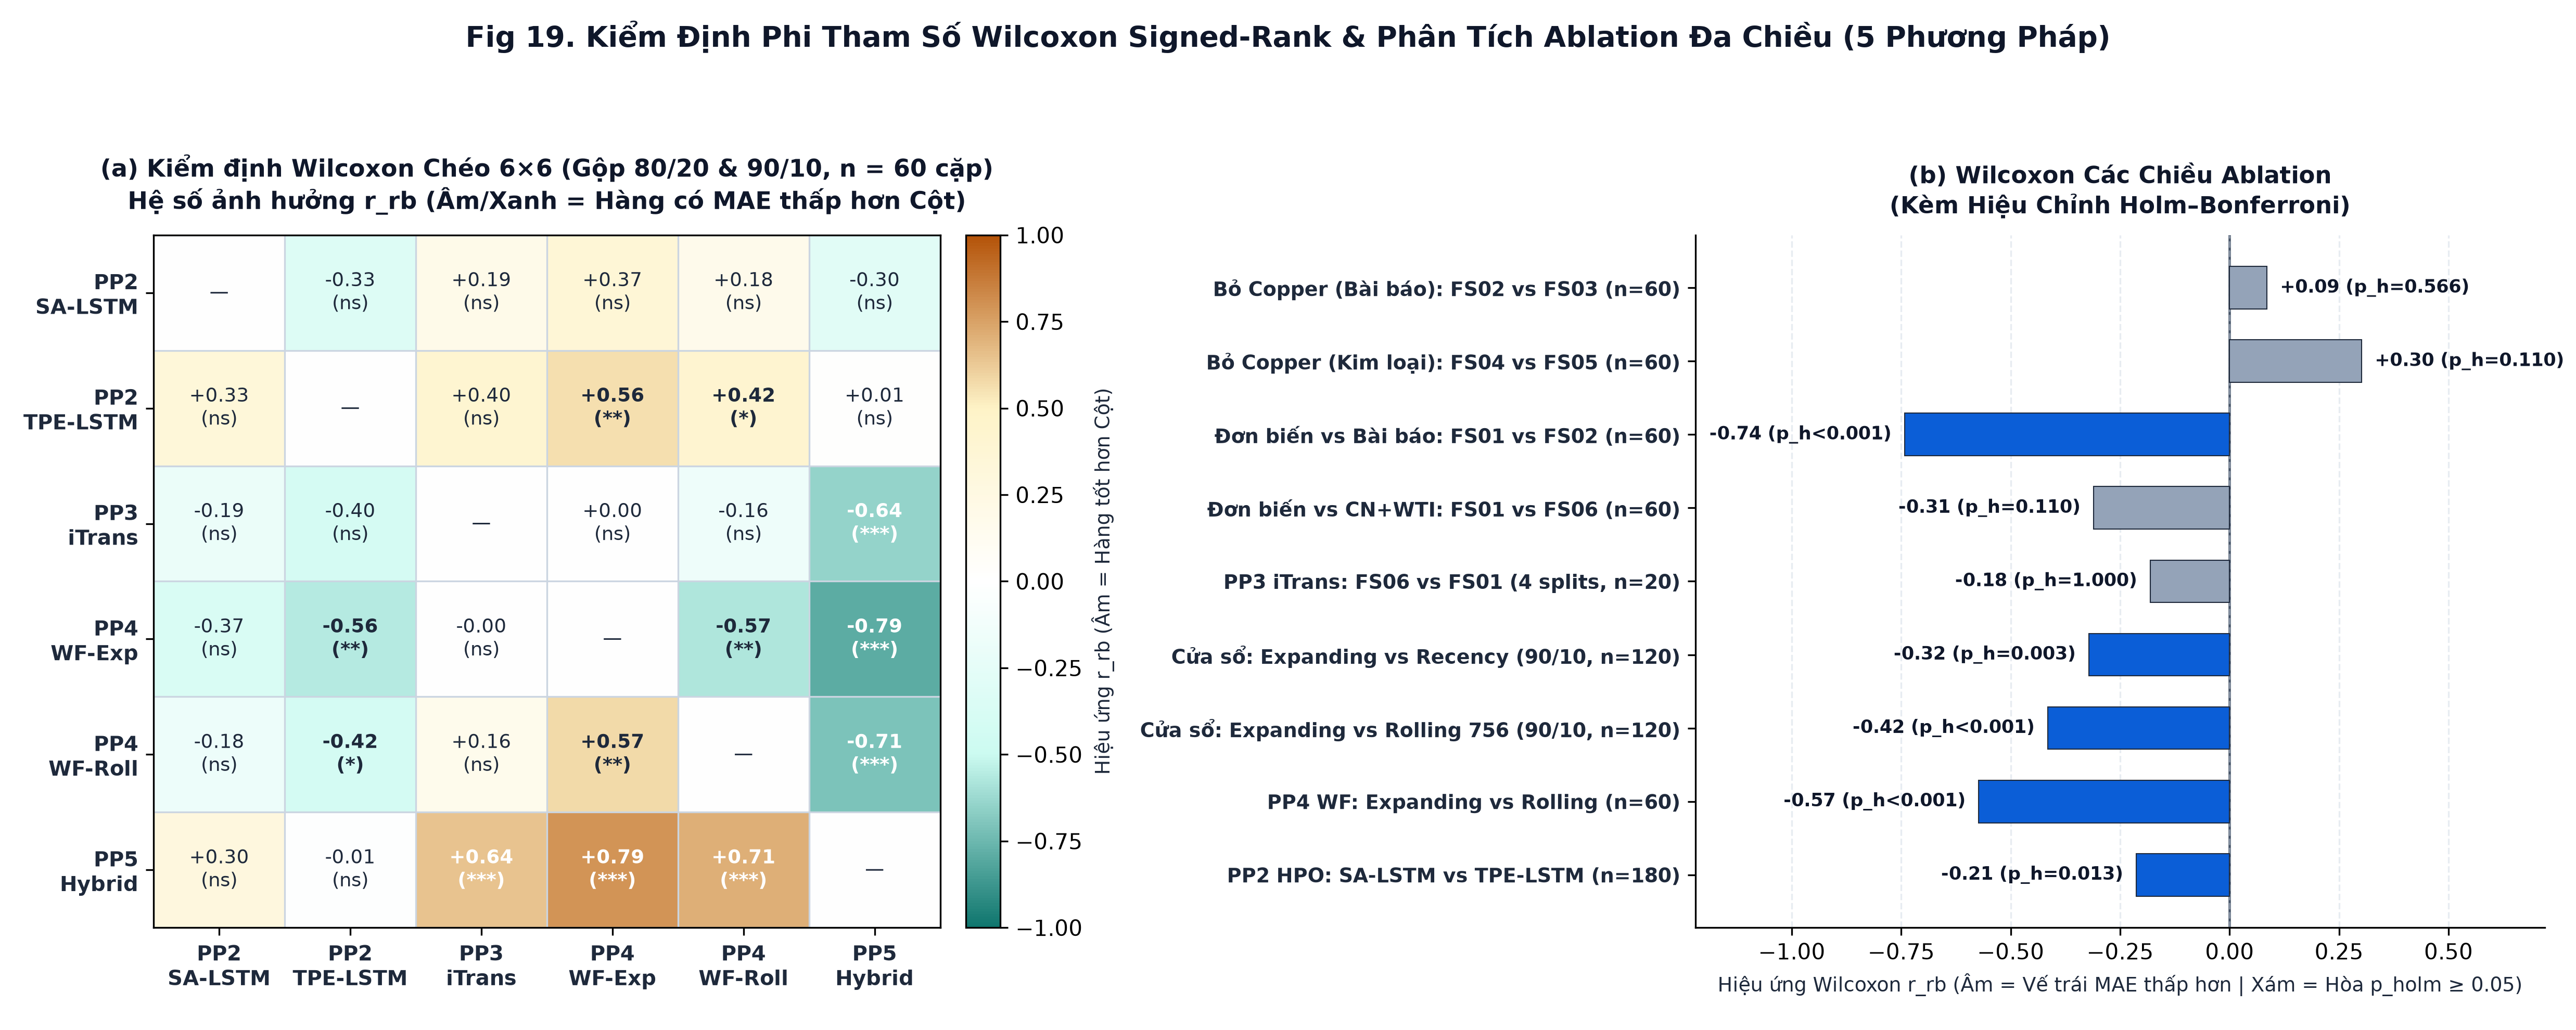 Fig 19. Kiểm Định Phi Tham Số Wilcoxon Signed-Rank & Phân Tích Ablation Đa Chiều (5 Phương Pháp)
(a) Kiểm định Wilcoxon Chéo 6×6 (Gộp 80/20 & 90/10, n = 60 cặp)
Hệ số ảnh hưởng r_rb (Âm/Xanh = Hàng có MAE thấp hơn Cột)
PP2
SA-LSTM
— -0.33 +0.19 +0.37 +0.18 -0.30
(ns) (ns) (ns) (ns) (ns)
PP2
TPE-LSTM
+0.33 — +0.40 +0.56 +0.42 +0.01
(ns) (ns) (**) (*) (ns)
PP3
iTrans
-0.19 -0.40 — +0.00 -0.16 -0.64
(ns) (ns) (ns) (ns) (***)
PP4
WF-Exp
-0.37 -0.56 -0.00 — -0.57 -0.79
(ns) (**) (ns) (**) (***)
PP4
WF-Roll
-0.18 -0.42 +0.16 +0.57 — -0.71
(ns) (*) (ns) (**) (***)
PP5
Hybrid
+0.30 -0.01 +0.64 +0.79 +0.71 —
(ns) (ns) (***) (***) (***)
PP2 PP2 PP3 PP4 PP4 PP5
SA-LSTM TPE-LSTM iTrans WF-Exp WF-Roll Hybrid
1.00
0.75
0.50
0.25
0.00
−0.25
−0.50
−0.75
−1.00
Hiệu ứng r_rb (Âm = Hàng tốt hơn Cột)
(b) Wilcoxon Các Chiều Ablation
(Kèm Hiệu Chỉnh Holm–Bonferroni)
Bỏ Copper (Bài báo): FS02 vs FS03 (n=60) +0.09 (p_h=0.566)
Bỏ Copper (Kim loại): FS04 vs FS05 (n=60) +0.30 (p_h=0.110)
Đơn biến vs Bài báo: FS01 vs FS02 (n=60) -0.74 (p_h<0.001)
Đơn biến vs CN+WTI: FS01 vs FS06 (n=60) -0.31 (p_h=0.110)
PP3 iTrans: FS06 vs FS01 (4 splits, n=20) -0.18 (p_h=1.000)
Cửa sổ: Expanding vs Recency (90/10, n=120) -0.32 (p_h=0.003)
Cửa sổ: Expanding vs Rolling 756 (90/10, n=120) -0.42 (p_h<0.001)
PP4 WF: Expanding vs Rolling (n=60) -0.57 (p_h<0.001)
PP2 HPO: SA-LSTM vs TPE-LSTM (n=180) -0.21 (p_h=0.013)
−1.00 −0.75 −0.50 −0.25 0.00 0.25 0.50
Hiệu ứng Wilcoxon r_rb (Âm = Vế trái MAE thấp hơn | Xám = Hòa p_holm ≥ 0.05)